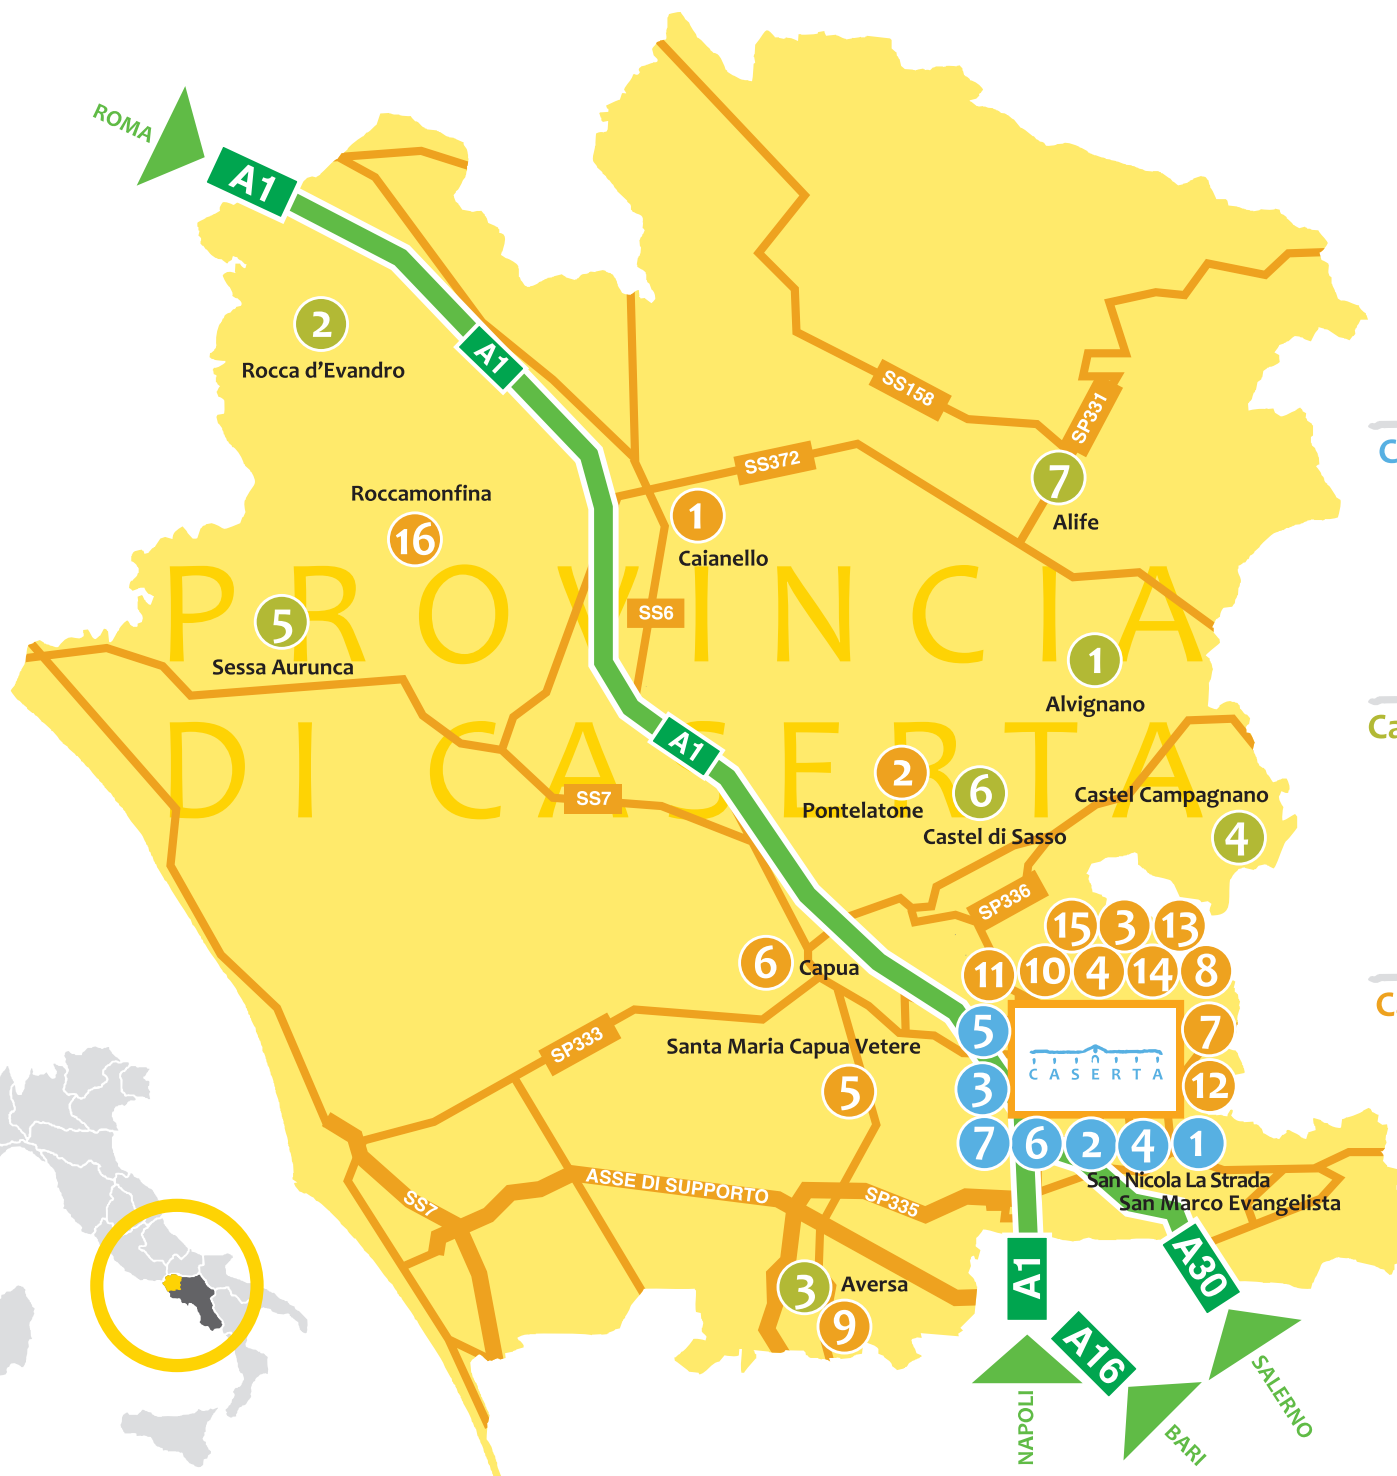 ROMA
A1
A1
2
Rocca d’Evandro
SS158
SP331
C
SS372
7
Alife
Roccamonfina
16
1
Caianello
PROVINCIA
SS6
5
Sessa Aurunca
1
Alvignano
Ca
DI CASERTA
A1
2
Pontelatone
6
Castel di Sasso
Castel Campagnano
4
SS7
SP336
15
3
13
6
Capua
11
10
4
14
8
C
5
CASERTA
7
SP333
Santa Maria Capua Vetere
5
3
12
7
6
2
4
1
ASSE DI SUPPORTO
SS7
SP335
San Nicola La Strada
San Marco Evangelista
3
Aversa
9
A1
A30
A16
NAPOLI
BARI
SALERNO